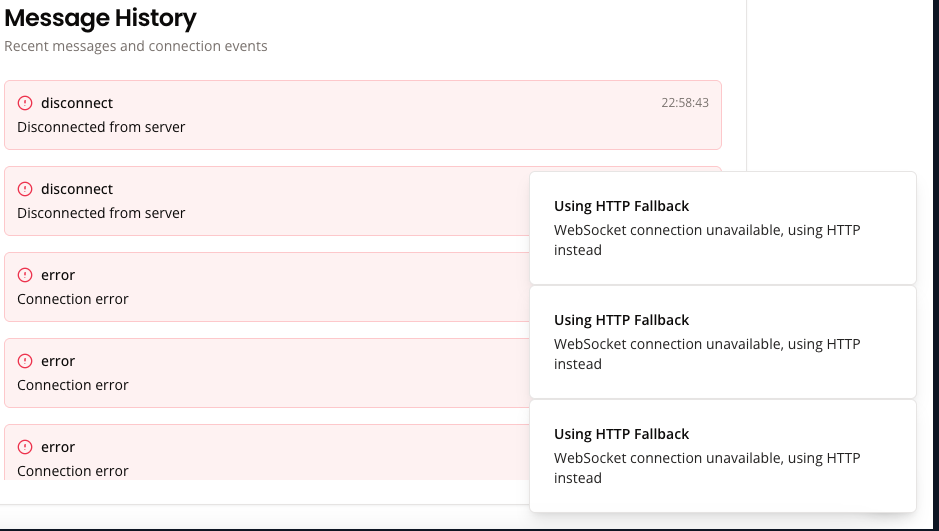 Message History
Recent messages and connection events
disconnect 22:58:43
Disconnected from server
disconnect
Disconnected from server
error
Connection error
error
Connection error
error
Connection error
Using HTTP Fallback
WebSocket connection unavailable, using HTTP
instead
Using HTTP Fallback
WebSocket connection unavailable, using HTTP
instead
Using HTTP Fallback
WebSocket connection unavailable, using HTTP
instead